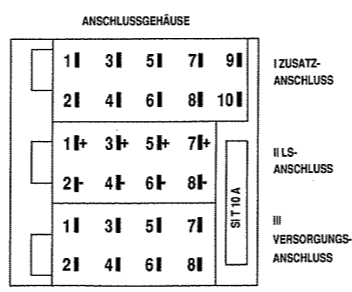 ANSCHLUSSGEHÄUSE
1 3 5 7 9
2 4 6 8 10
I ZUSATZ-
ANSCHLUSS
1+ 3+ 5+ 7+
2- 4- 6- 8-
II LS-
ANSCHLUSS
SI T 10 A
1 3 5 7
2 4 6 8
III
VERSORGUNGS-
ANSCHLUSS